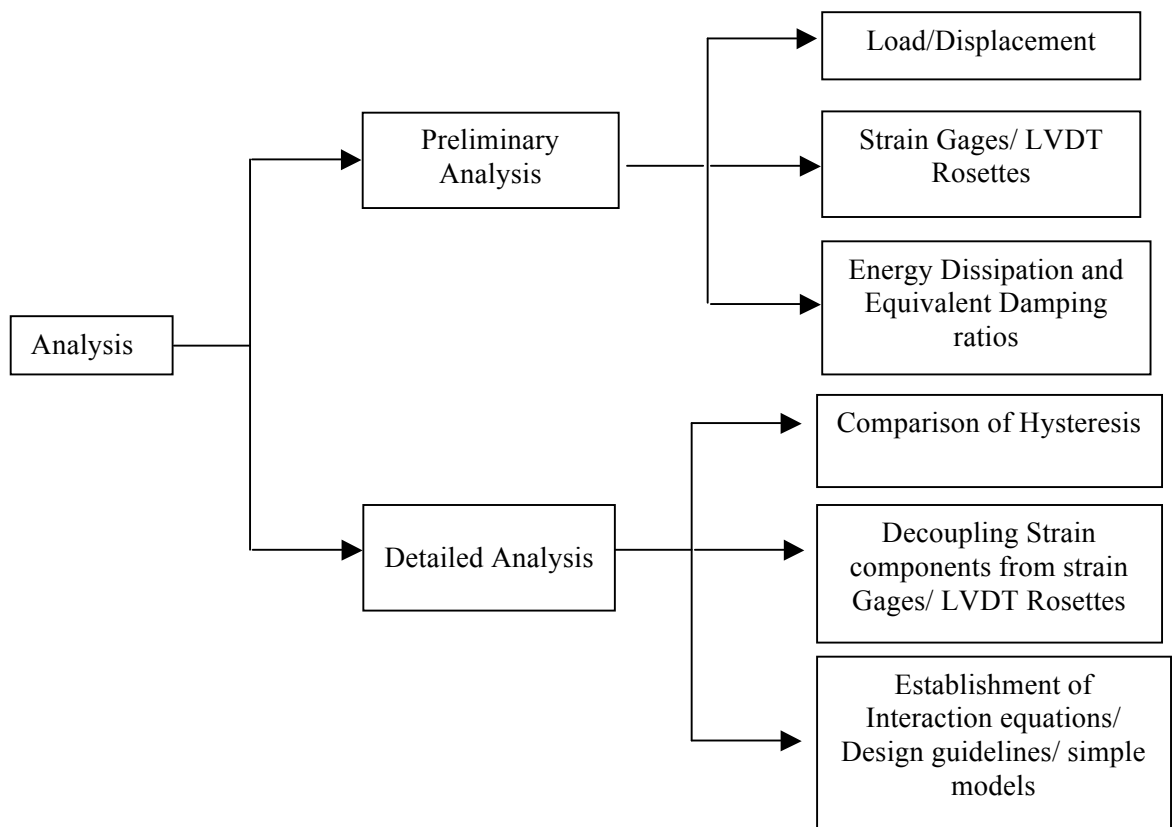 Analysis
Preliminary
Analysis
Load/Displacement
Strain Gages/ LVDT
Rosettes
Energy Dissipation and
Equivalent Damping
ratios
Detailed Analysis
Comparison of Hysteresis
Decoupling Strain
components from strain
Gages/ LVDT Rosettes
Establishment of
Interaction equations/
Design guidelines/ simple
models